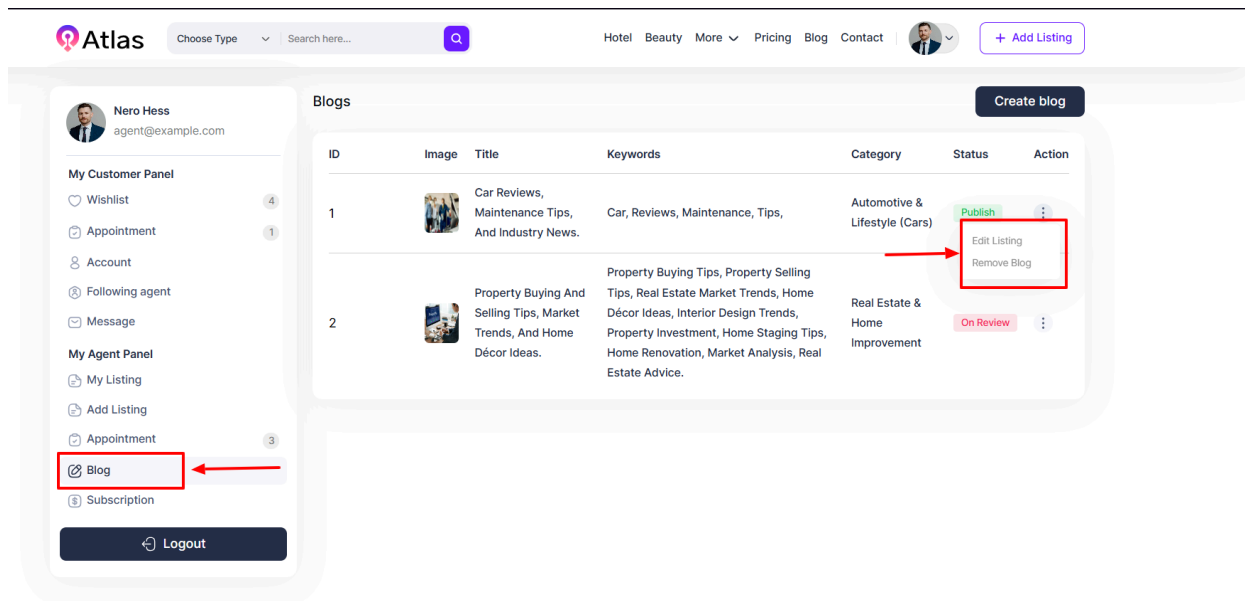 Atlas
Choose Type
Search here...
Hotel Beauty More Pricing Blog Contact
+ Add Listing
Nero Hess
agent@example.com
My Customer Panel
Wishlist 4
Appointment 1
Account
Following agent
Message
My Agent Panel
My Listing
Add Listing
Appointment 3
Blog
Subscription
Logout
Blogs
Create blog
ID Image Title Keywords Category Status Action
1
Car Reviews,
Maintenance Tips,
And Industry News.
Car, Reviews, Maintenance, Tips,
Automotive &
Lifestyle (Cars)
Publish
Edit Listing
Remove Blog
2
Property Buying And
Selling Tips, Market
Trends, And Home
Décor Ideas.
Property Buying Tips, Property Selling
Tips, Real Estate Market Trends, Home
Décor Ideas, Interior Design Trends,
Property Investment, Home Staging Tips,
Home Renovation, Market Analysis, Real
Estate Advice.
Real Estate &
Home
Improvement
On Review